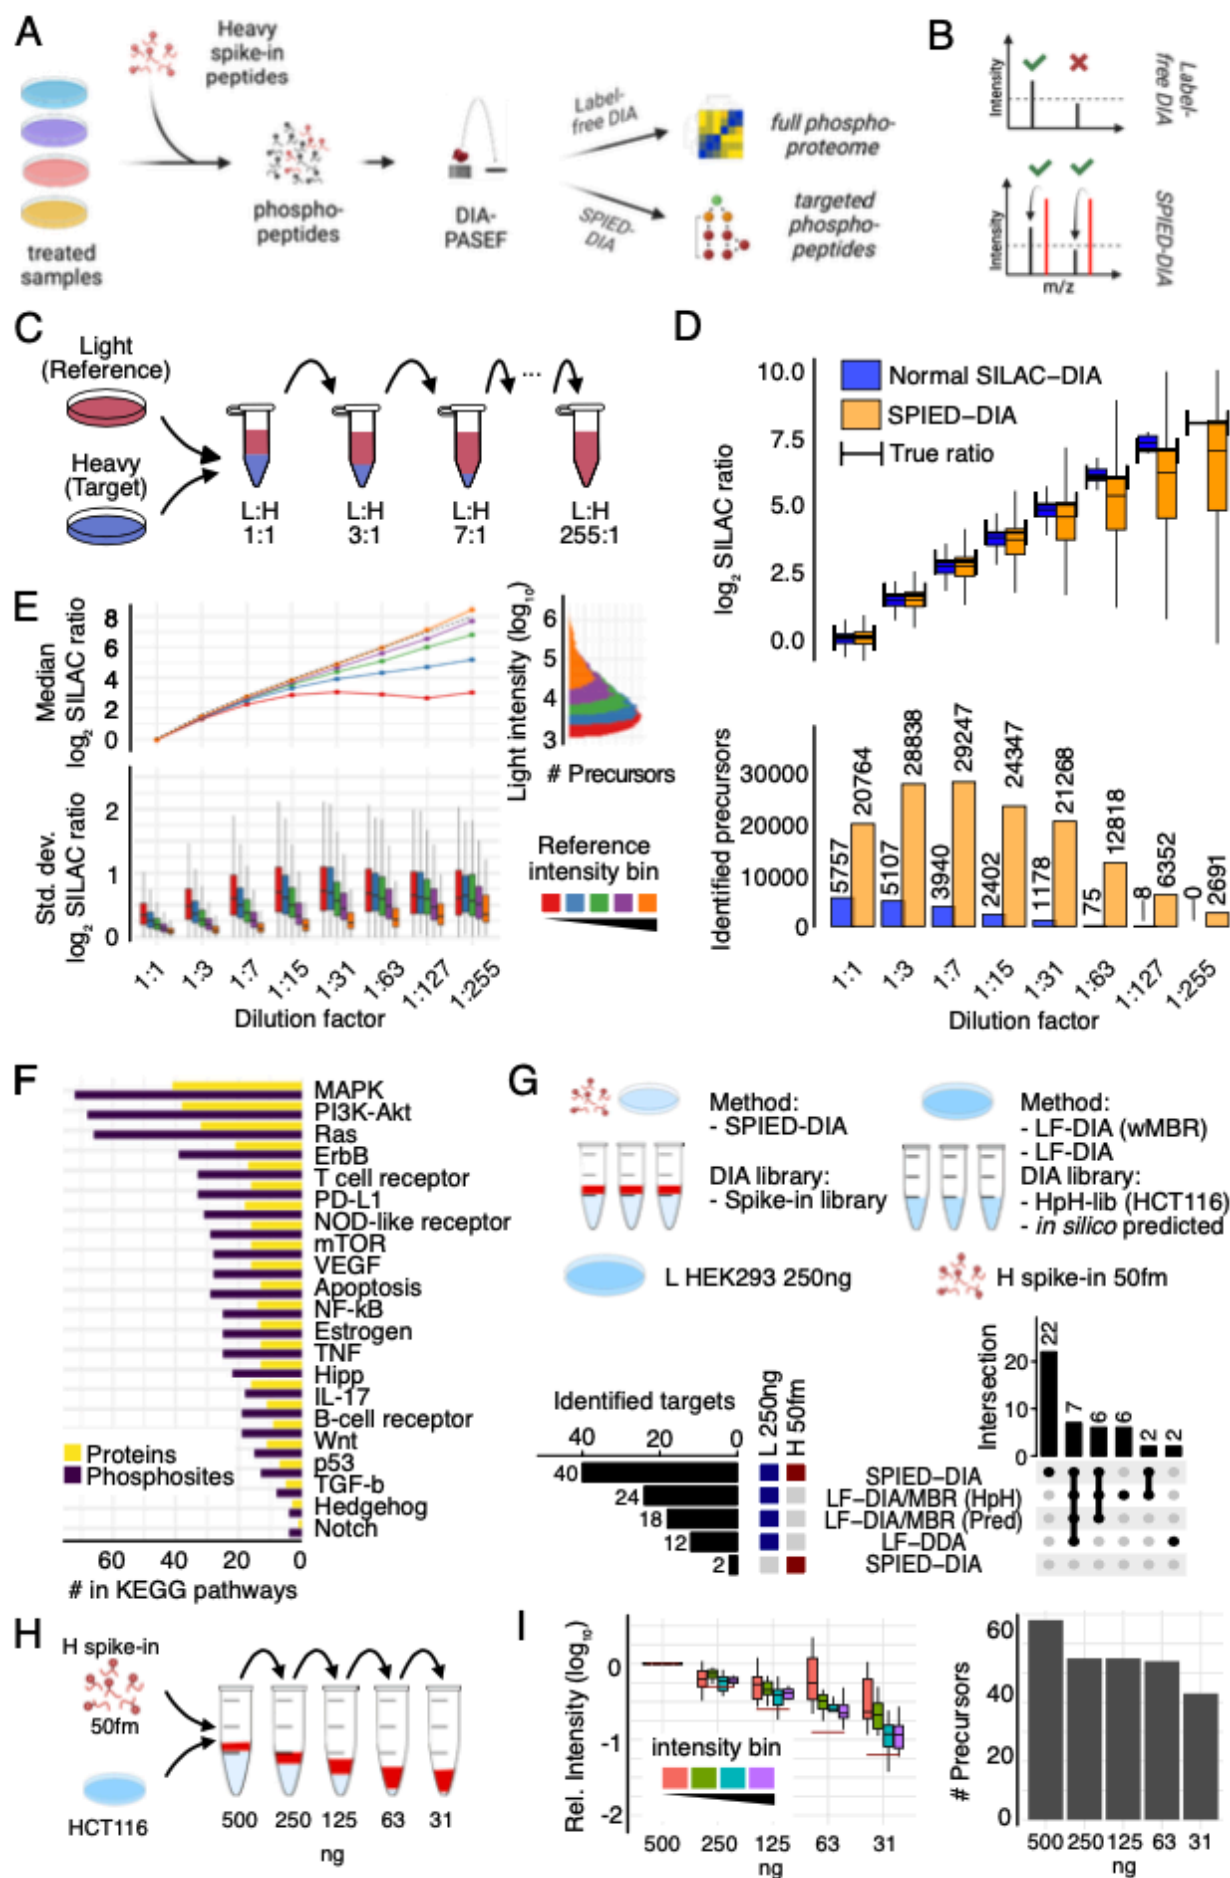 A
Heavy
spike-in
peptides
treated
samples
phospho-
peptides
DIA-
PASEF
Label-
free DIA
SPIED-
DIA
full phospho-
proteome
targeted
phospho-
peptides
B
Intensity
Label-
free DIA
Intensity
m/z
SPIED-DIA
C
Light
(Reference)
Heavy
(Target)
...
L:H L:H L:H L:H
1:1 3:1 7:1 255:1
D
log₂ SILAC ratio
10.0
7.5
5.0
2.5
0.0
Normal SILAC-DIA
SPIED-DIA
True ratio
Identified precursors
30000
20000
10000
0
5757 20764 5107 28838 3940 29247 2402 24347 1178 21268 75 12818 8 6352 0 2691
1:1 1:3 1:7 1:15 1:31 1:63 1:127 1:255
Dilution factor
E
Median
log₂ SILAC ratio
8
6
4
2
0
Light intensity (log₁₀)
6
5
4
3
# Precursors
Std. dev.
log₂ SILAC ratio
2
1
0
Reference
intensity bin
1:1 1:3 1:7 1:15 1:31 1:63 1:127 1:255
Dilution factor
F
MAPK
PI3K-Akt
Ras
ErbB
T cell receptor
PD-L1
NOD-like receptor
mTOR
VEGF
Apoptosis
NF-kB
Estrogen
TNF
Hipp
IL-17
B-cell receptor
Wnt
p53
TGF-b
Hedgehog
Notch
Proteins
Phosphosites
60 40 20 0
# in KEGG pathways
G
Method:
- SPIED-DIA
DIA library:
- Spike-in library
Method:
- LF-DIA (wMBR)
- LF-DIA
DIA library:
- HpH-lib (HCT116)
- in silico predicted
L HEK293 250ng
H spike-in 50fm
Identified targets
40 20 0
L 250ng
H 50fm
40
24
18
12
2
SPIED-DIA
LF-DIA/MBR (HpH)
LF-DIA/MBR (Pred)
LF-DDA
SPIED-DIA
Intersection
20
10
0
22 7 6 6 2 2
H
H spike-in
50fm
HCT116
500 250 125 63 31
ng
I
Rel. Intensity (log₁₀)
0
-1
-2
intensity bin
500 250 125 63 31
ng
# Precursors
60
40
20
0
500 250 125 63 31
ng